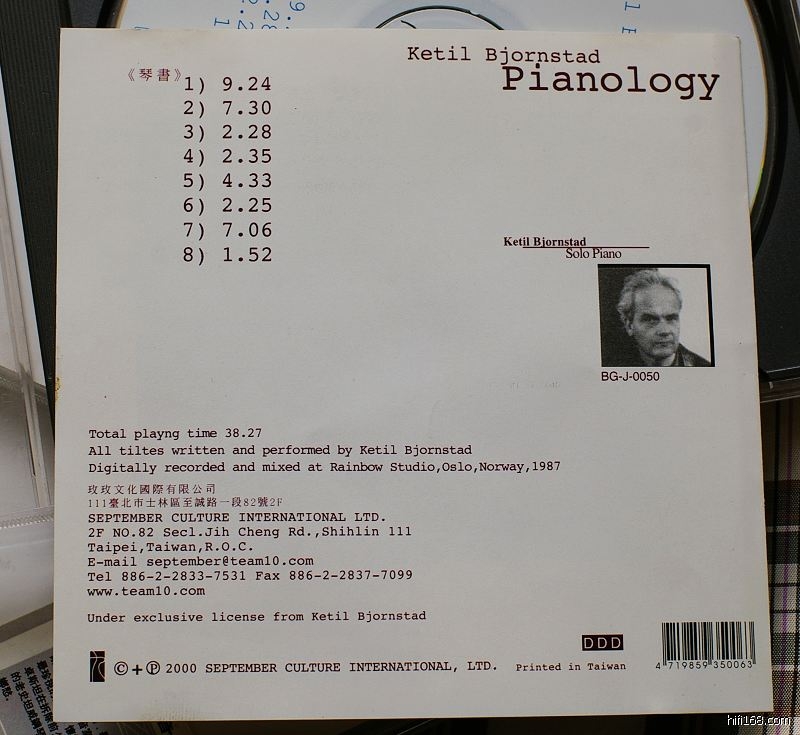 Ketil Bjornstad
Pianology
《琴書》
1) 9.24
2) 7.30
3) 2.28
4) 2.35
5) 4.33
6) 2.25
7) 7.06
8) 1.52
Ketil Bjornstad
Solo Piano
BG-J-0050
Total playng time 38.27
All tiltes written and performed by Ketil Bjornstad
Digitally recorded and mixed at Rainbow Studio,Oslo,Norway,1987
玫玫文化國際有限公司
111臺北市士林區至誠路一段82號2F
SEPTEMBER CULTURE INTERNATIONAL LTD.
2F NO.82 Secl.Jih Cheng Rd.,Shihlin 111
Taipei,Taiwan,R.O.C.
E-mail september@team10.com
Tel 886-2-2833-7531 Fax 886-2-2837-7099
www.team10.com
Under exclusive license from Ketil Bjornstad
DDD
©+℗ 2000 SEPTEMBER CULTURE INTERNATIONAL, LTD.
Printed in Taiwan
4 719859 350063
hifi168.com